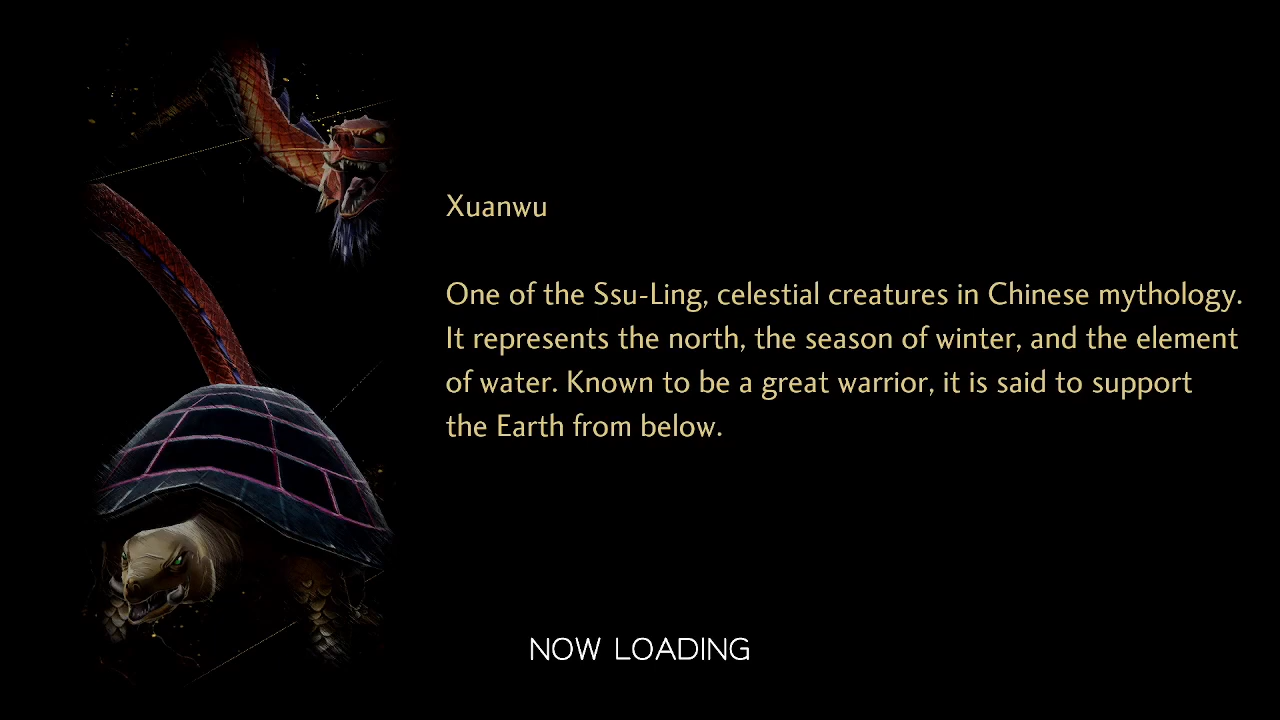 Xuanwu
One of the Ssu-Ling, celestial creatures in Chinese mythology.
It represents the north, the season of winter, and the element
of water. Known to be a great warrior, it is said to support
the Earth from below.
NOW LOADING